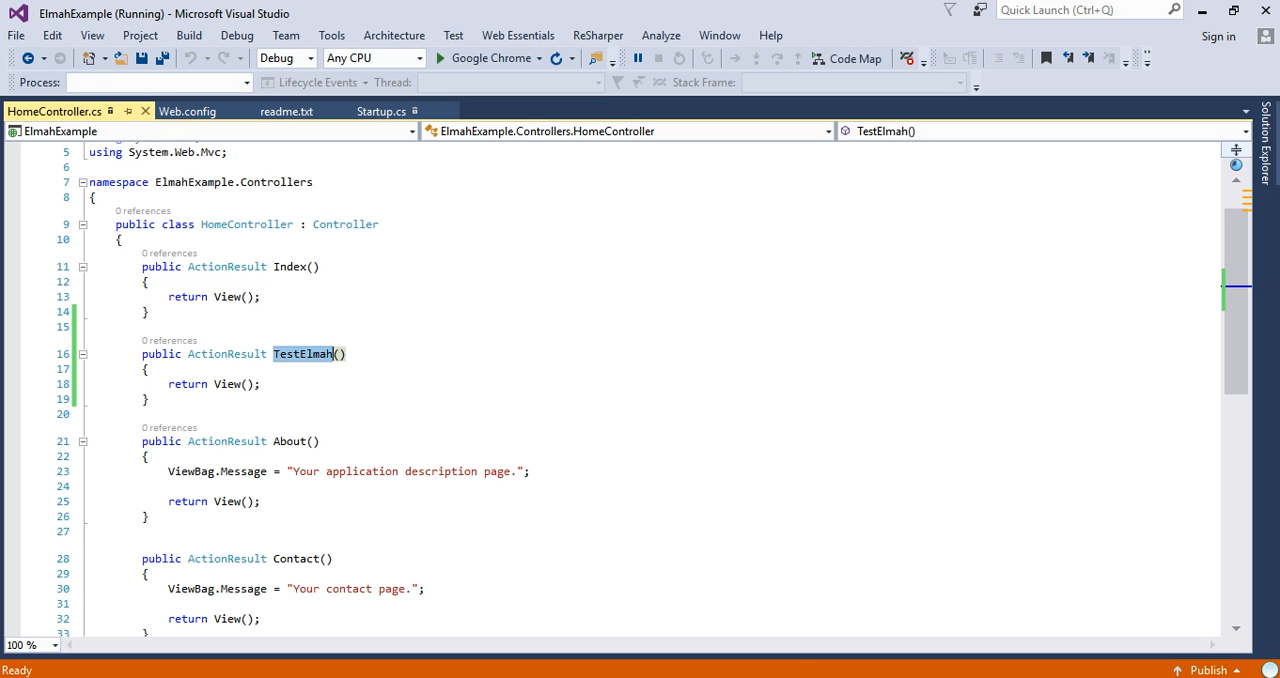 ElmahExample (Running) - Microsoft Visual Studio
Quick Launch (Ctrl+Q)
File Edit View Project Build Debug Team Tools Architecture Test Web Essentials ReSharper Analyze Window Help
Sign in
Debug Any CPU Google Chrome Code Map
Process: Lifecycle Events Thread: Stack Frame:
HomeController.cs Web.config readme.txt Startup.cs
ElmahExample ElmahExample.Controllers.HomeController TestElmah()
Solution Explorer
5 using System.Web.Mvc;
6
7 namespace ElmahExample.Controllers
8 {
0 references
9 public class HomeController : Controller
10 {
0 references
11 public ActionResult Index()
12 {
13 return View();
14 }
15
0 references
16 public ActionResult TestElmah()
17 {
18 return View();
19 }
20
0 references
21 public ActionResult About()
22 {
23 ViewBag.Message = "Your application description page.";
24
25 return View();
26 }
27
28 public ActionResult Contact()
29 {
30 ViewBag.Message = "Your contact page.";
31
32 return View();
33 }
100 %
Ready
Publish